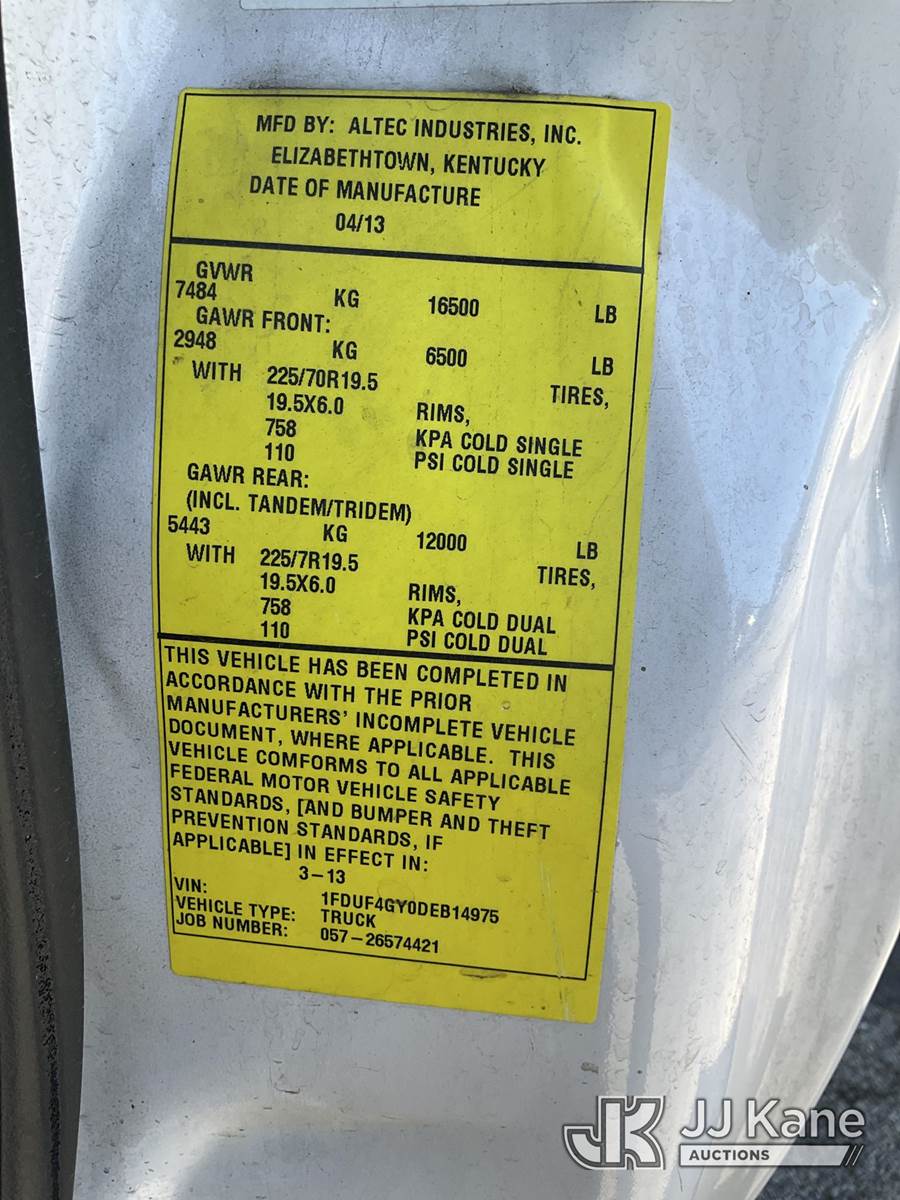 MFD BY: ALTEC INDUSTRIES, INC.
ELIZABETHTOWN, KENTUCKY
DATE OF MANUFACTURE
04/13
GVWR
7484 KG 16500 LB
GAWR FRONT:
2948 KG 6500 LB
WITH 225/70R19.5 TIRES,
19.5X6.0 RIMS,
758 KPA COLD SINGLE
110 PSI COLD SINGLE
GAWR REAR:
(INCL. TANDEM/TRIDEM)
5443 KG 12000 LB
WITH 225/7R19.5 TIRES,
19.5X6.0 RIMS,
758 KPA COLD DUAL
110 PSI COLD DUAL
THIS VEHICLE HAS BEEN COMPLETED IN
ACCORDANCE WITH THE PRIOR
MANUFACTURERS' INCOMPLETE VEHICLE
DOCUMENT, WHERE APPLICABLE. THIS
VEHICLE COMFORMS TO ALL APPLICABLE
FEDERAL MOTOR VEHICLE SAFETY
STANDARDS, [AND BUMPER AND THEFT
PREVENTION STANDARDS, IF
APPLICABLE] IN EFFECT IN:
3-13
VIN: 1FDUF4GY0DEB14975
VEHICLE TYPE: TRUCK
JOB NUMBER: 057-26574421
JK JJ Kane
AUCTIONS